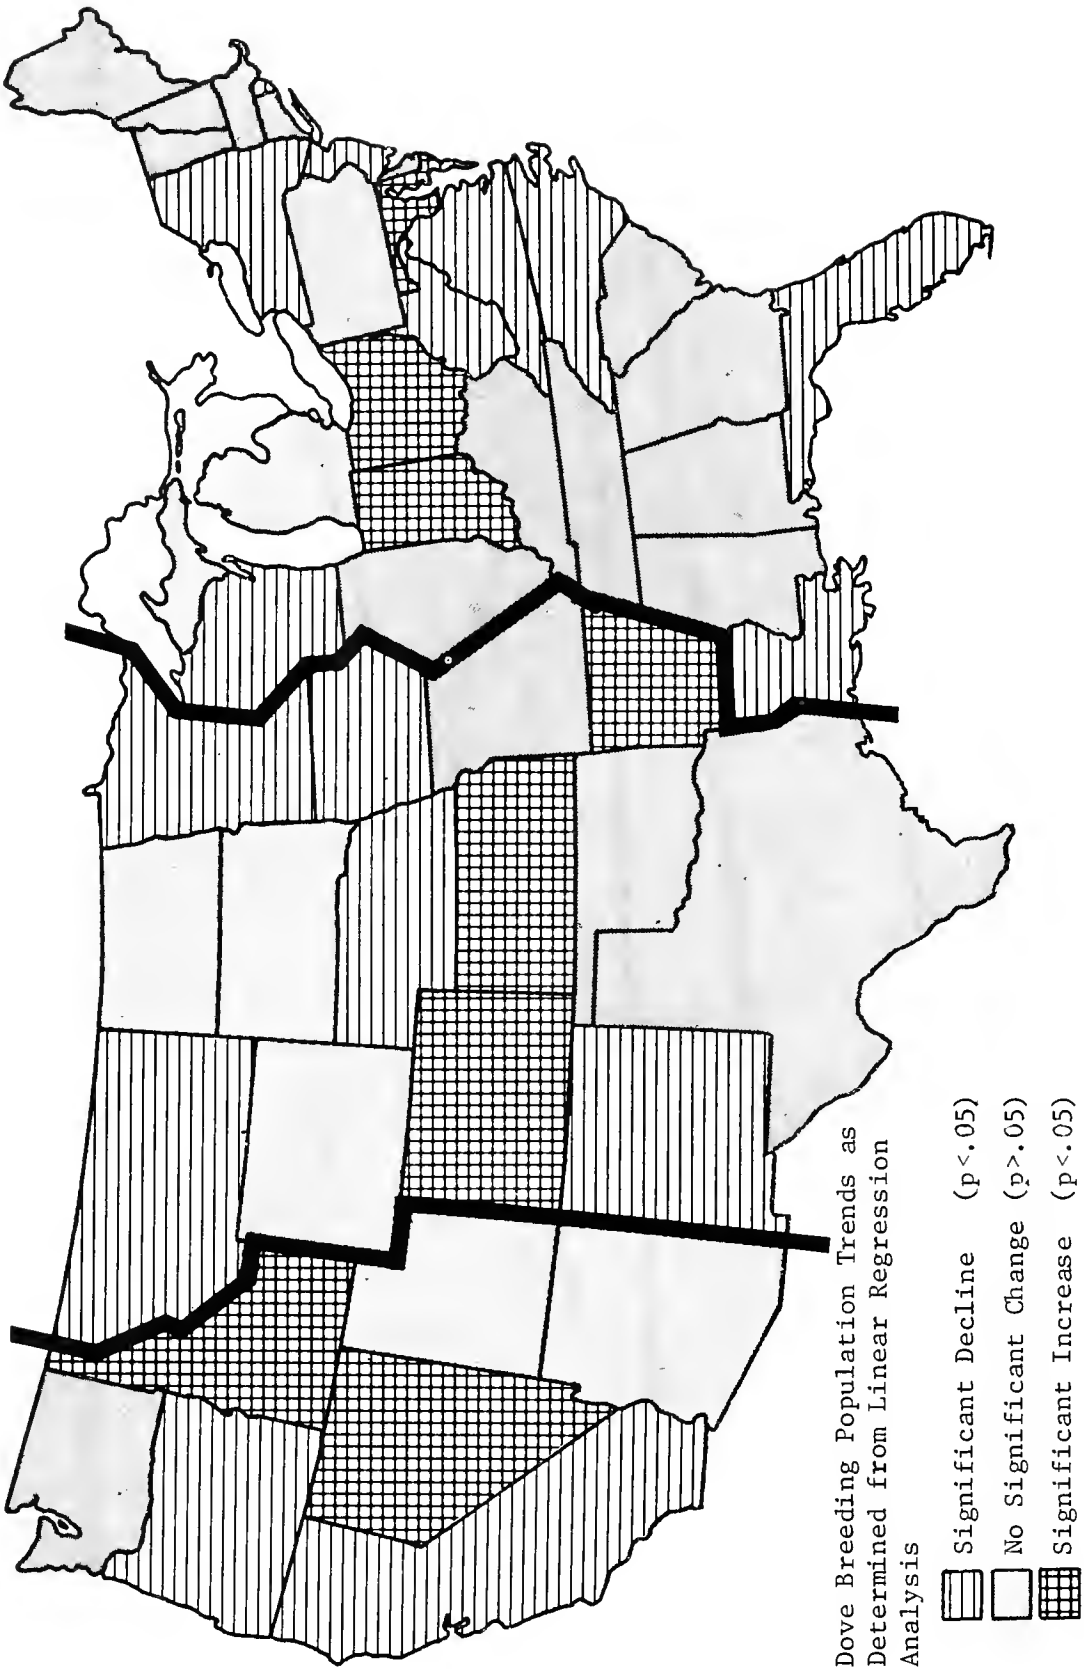 Dove Breeding Population Trends as
Determined from Linear Regression
Analysis
Significant Decline (p<.05)
No Significant Change (p>.05)
Significant Increase (p<.05)